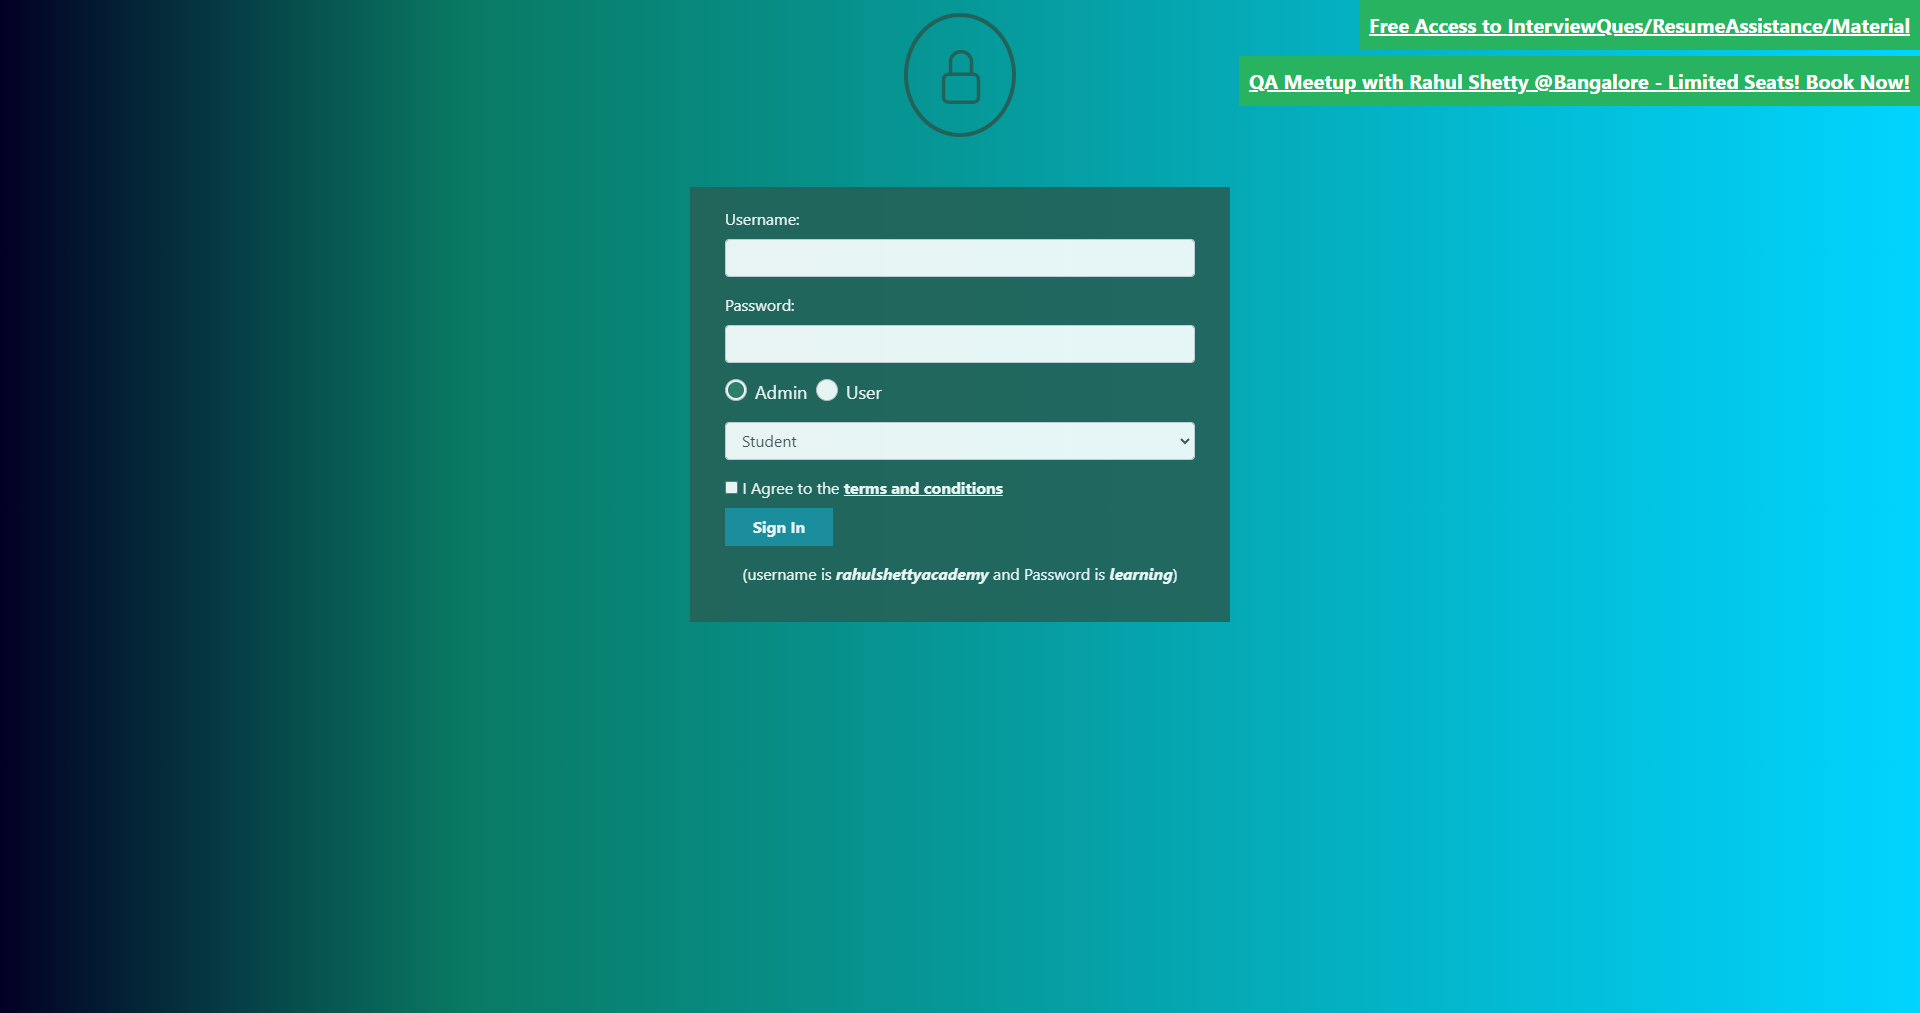 Free Access to InterviewQues/ResumeAssistance/Material
QA Meetup with Rahul Shetty @Bangalore - Limited Seats! Book Now!
Username:
Password:
Admin User
Student
I Agree to the terms and conditions
Sign In
(username is rahulshettyacademy and Password is learning)